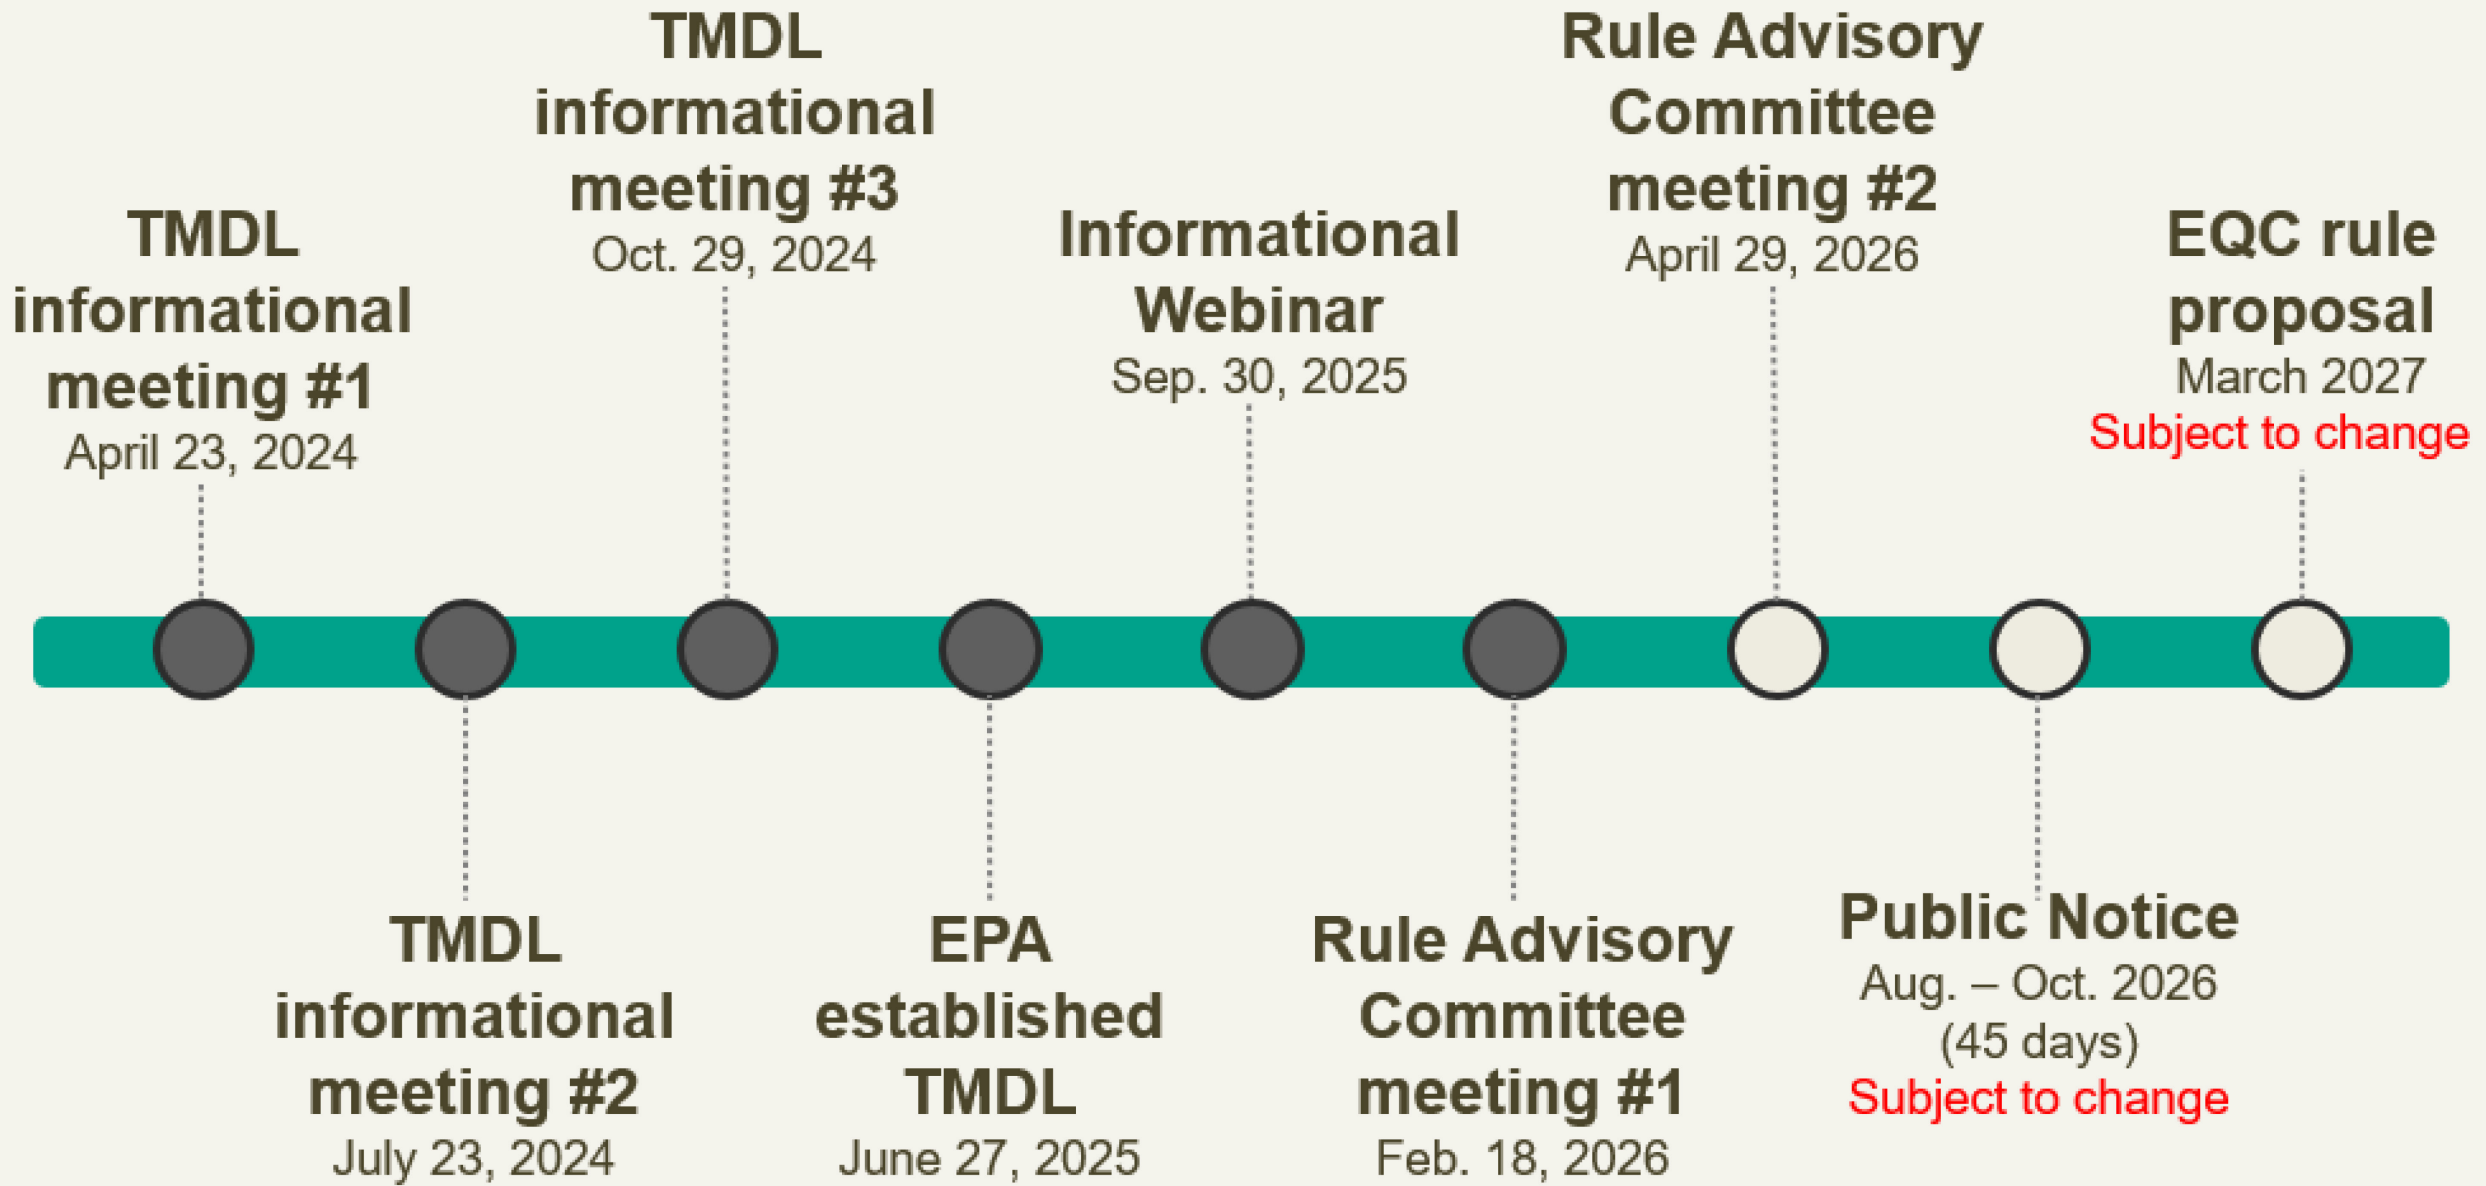 TMDL
informational
meeting #1
April 23, 2024
TMDL
informational
meeting #2
July 23, 2024
TMDL
informational
meeting #3
Oct. 29, 2024
EPA
established
TMDL
June 27, 2025
Informational
Webinar
Sep. 30, 2025
Rule Advisory
Committee
meeting #1
Feb. 18, 2026
Rule Advisory
Committee
meeting #2
April 29, 2026
Public Notice
Aug. – Oct. 2026
(45 days)
Subject to change
EQC rule
proposal
March 2027
Subject to change